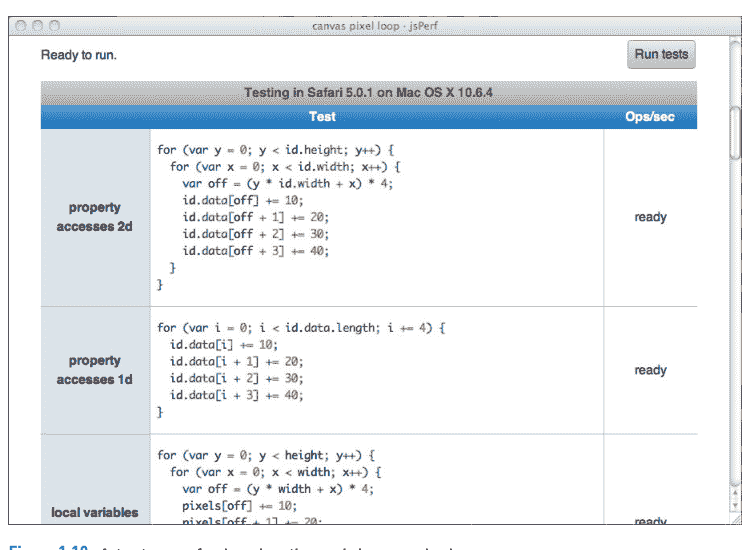 canvas pixel loop - jsPerf
Ready to run.
Run tests
Testing in Safari 5.0.1 on Mac OS X 10.6.4
Test
Ops/sec
property
accesses 2d
for (var y = 0; y < id.height; y++) {
for (var x = 0; x < id.width; x++) {
var off = (y * id.width + x) * 4;
id.data[off] += 10;
id.data[off + 1] += 20;
id.data[off + 2] += 30;
id.data[off + 3] += 40;
}
}
ready
property
accesses 1d
for (var i = 0; i < id.data.length; i += 4) {
id.data[i] += 10;
id.data[i + 1] += 20;
id.data[i + 2] += 30;
id.data[i + 3] += 40;
}
ready
local variables
for (var y = 0; y < height; y++) {
for (var x = 0; x < width; x++) {
var off = (y * width + x) * 4;
pixels[off] += 10;
pixels[off + 1] += 20;
ready